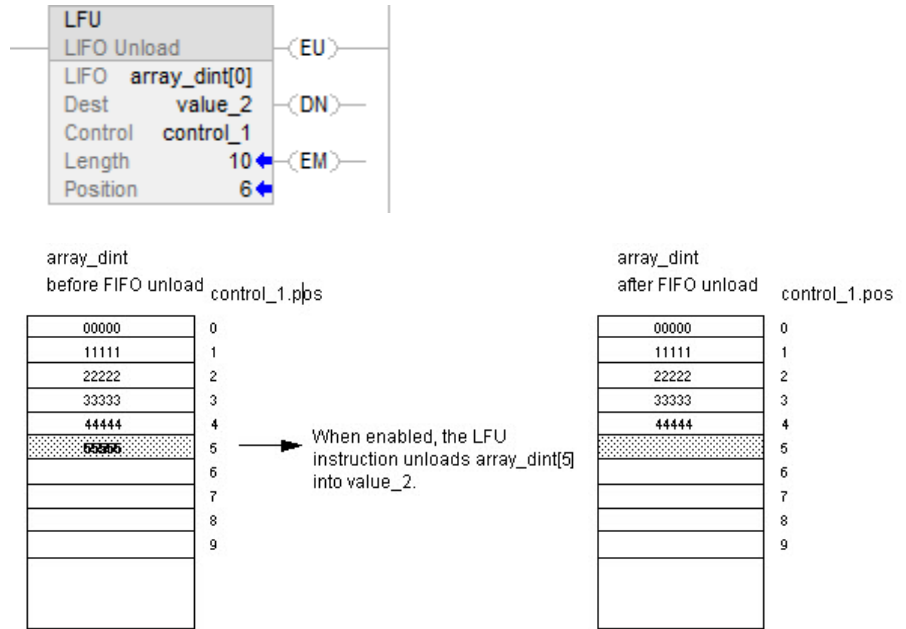 LFU
LIFO Unload
(EU)
LIFO array_dint[0]
Dest value_2
(DN)
Control control_1
Length 10
(EM)
Position 6
array_dint
before FIFO unload
control_1.pos
array_dint
after FIFO unload
control_1.pos
00000 0
11111 1
22222 2
33333 3
44444 4
55555 5
6
7
8
9
When enabled, the LFU
instruction unloads array_dint[5]
into value_2.
00000 0
11111 1
22222 2
33333 3
44444 4
5
6
7
8
9